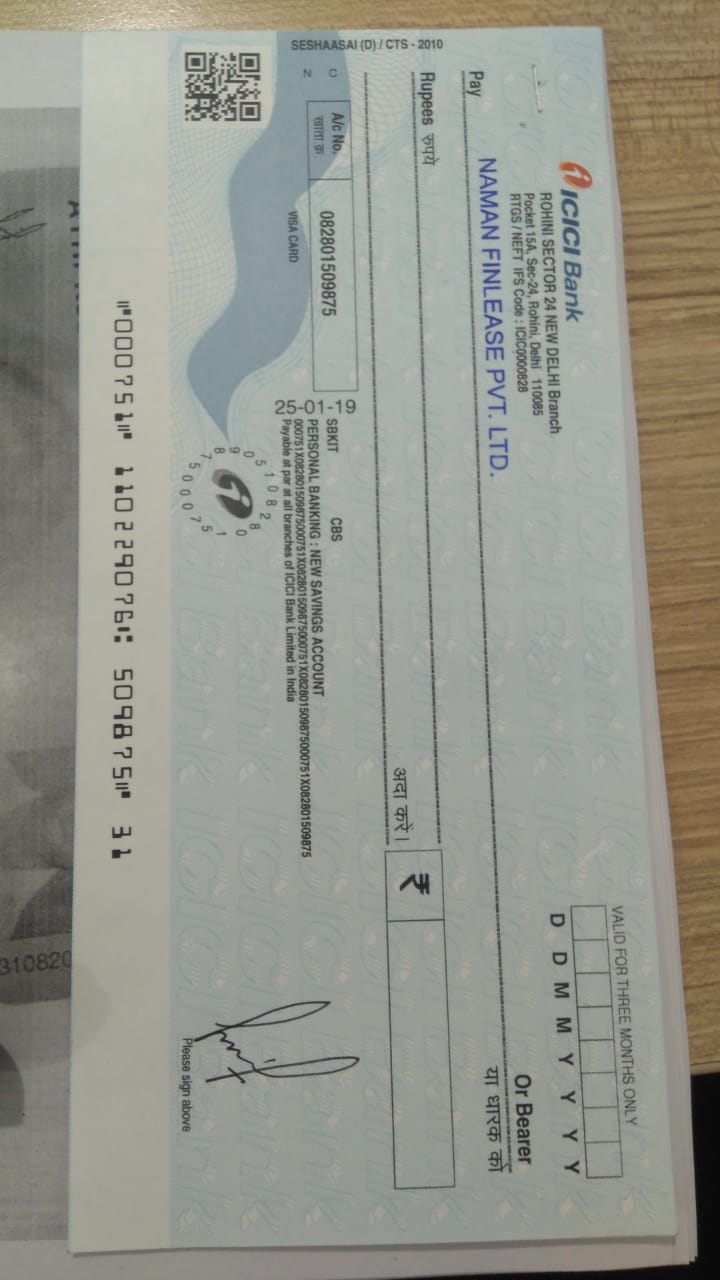 SESHAASAI (D) / CTS - 2010
ICICI Bank
ROHINI SECTOR 24 NEW DELHI Branch
Pocket 15A, Sec-24, Rohini, Delhi 110085
RTGS / NEFT IFS Code : ICIC0000828
VALID FOR THREE MONTHS ONLY
D D M M Y Y Y Y
Pay NAMAN FINLEASE PVT. LTD. Or Bearer
या धारक को
Rupees रुपये
अदा करें। ₹
N C
A/c No. 082801509875
खाता क्र
VISA CARD
25-01-19
SBKIT CBS
PERSONAL BANKING : NEW SAVINGS ACCOUNT
000751X082801509875000751X082801509875000751X082801509875000751X082801509875
Payable at par at all branches of ICICI Bank Limited in India
Please sign above
⑈000751⑈ 110229076⑆ 509875⑈ 31
310820